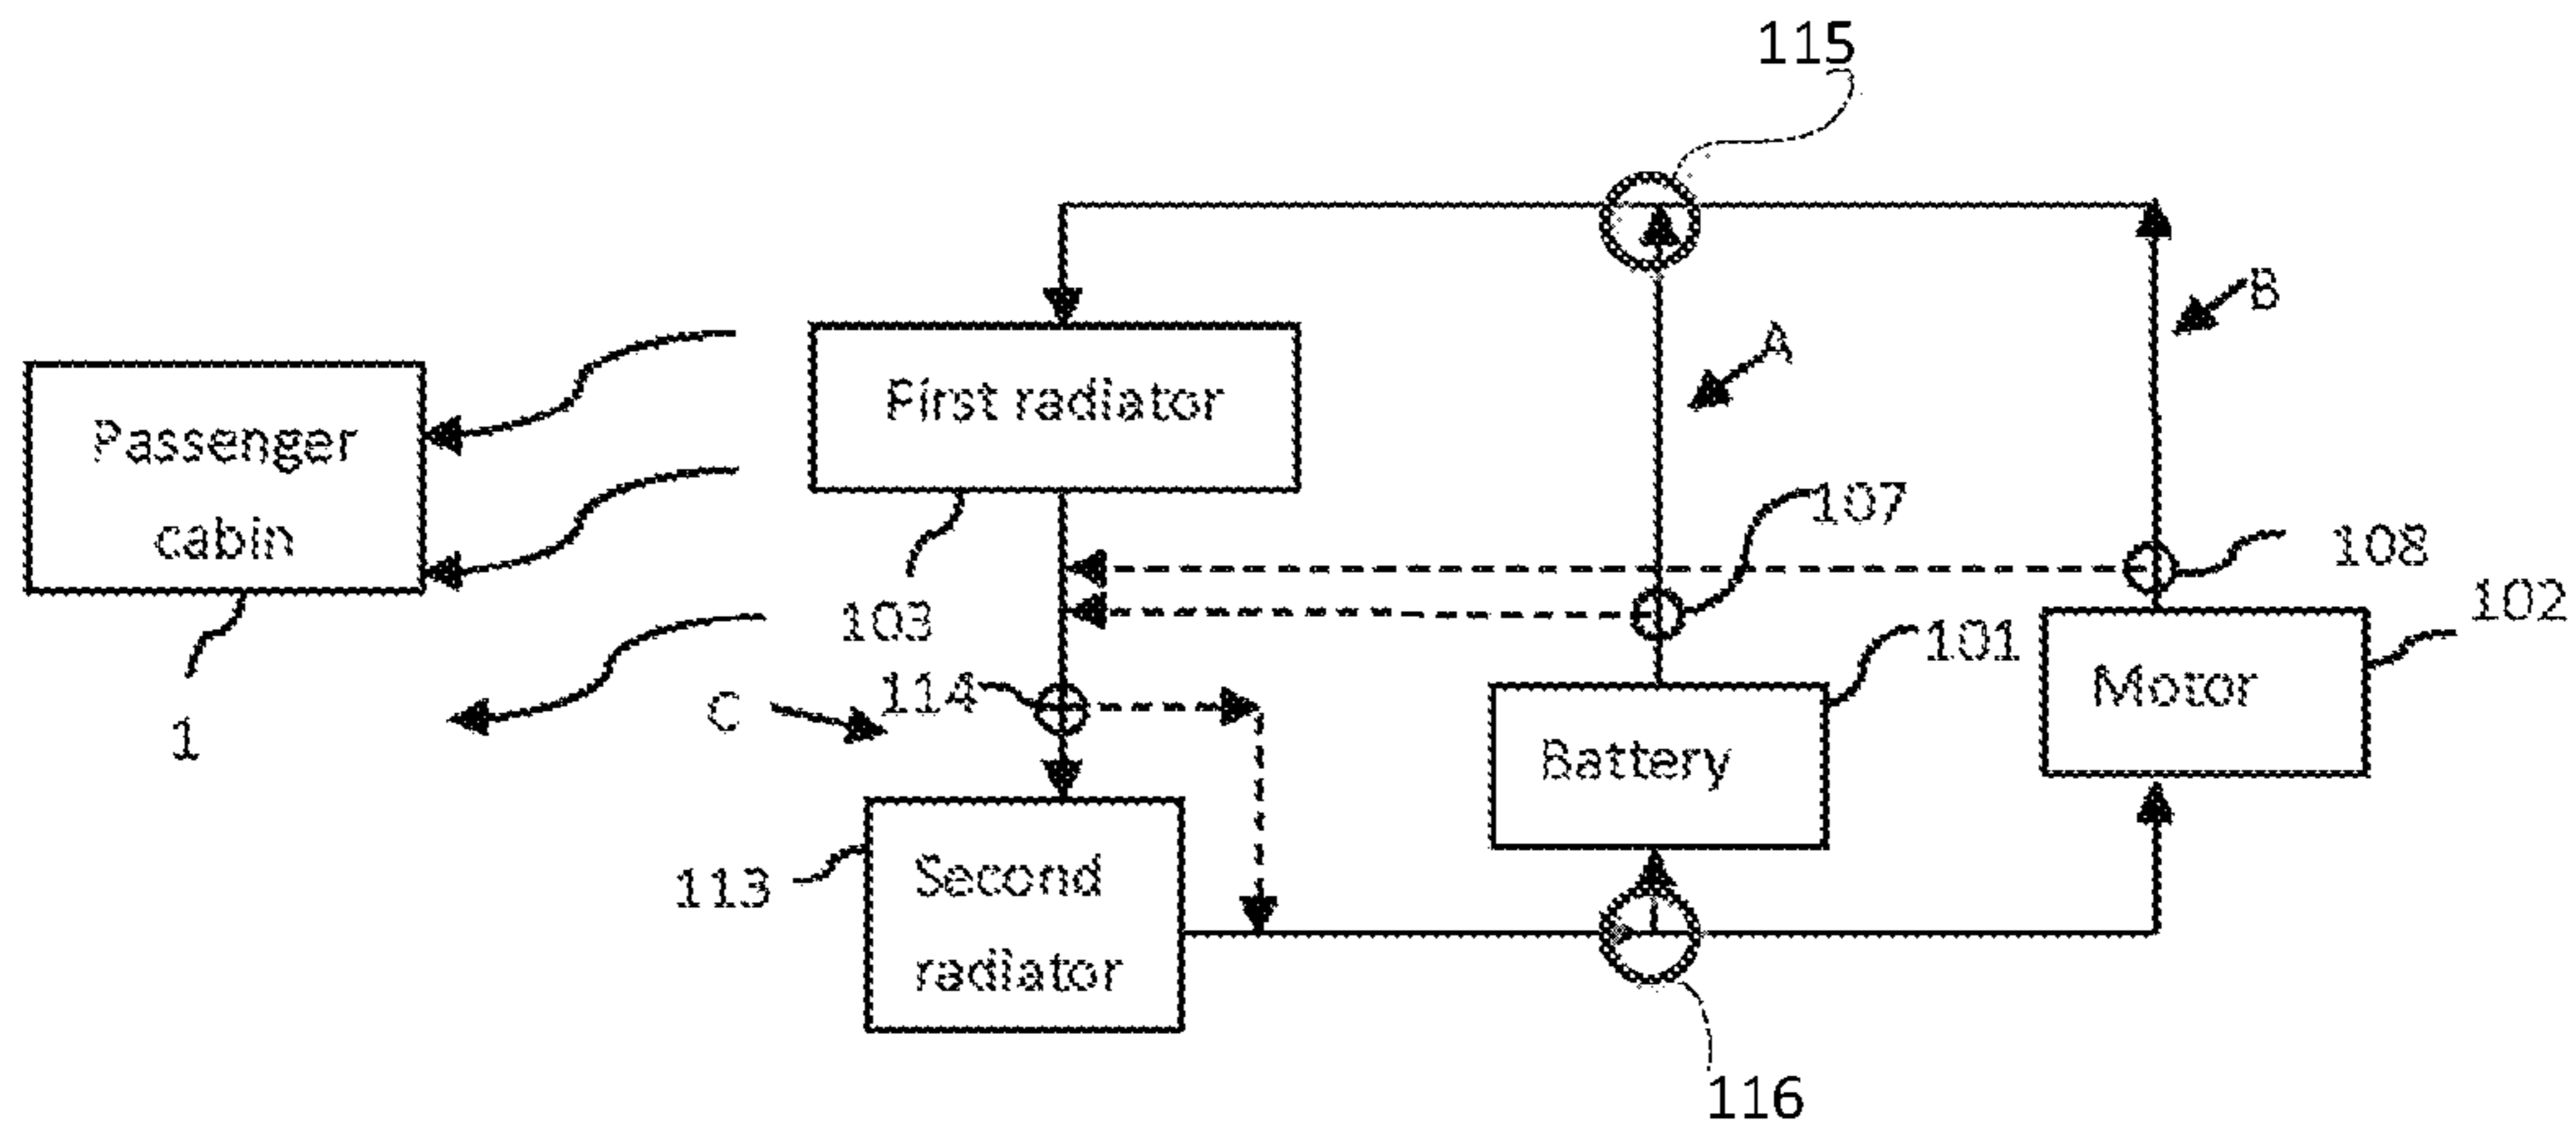 115
B
A
First radiator
Passenger
cabin
107
108
102
103
101
114
C
1
Motor
Battery
113
Second
radiator
116